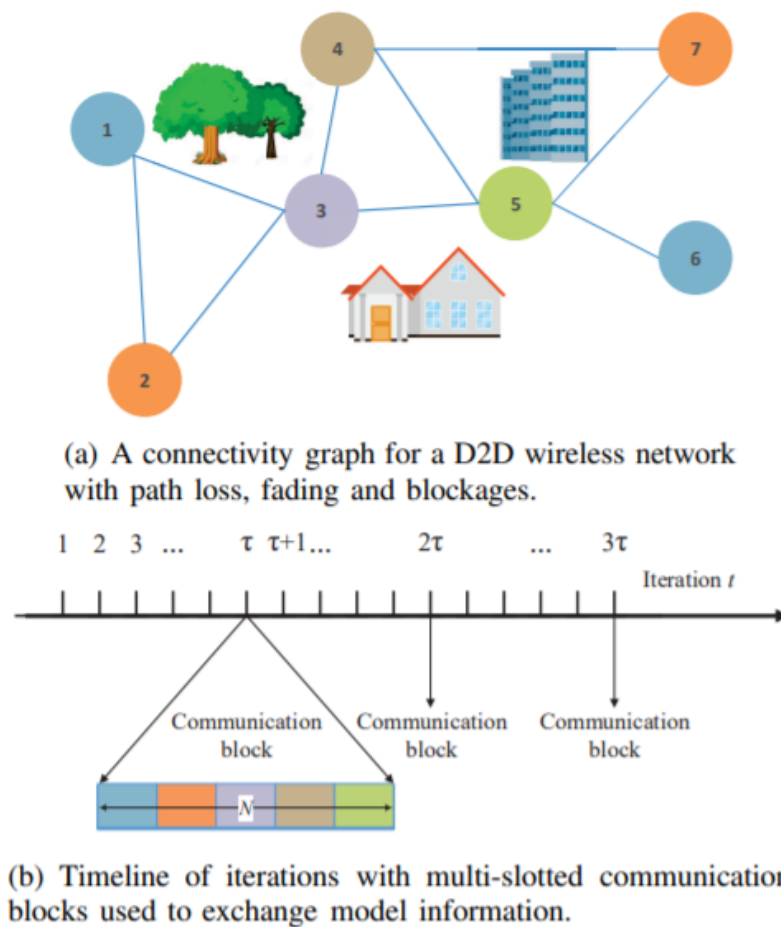 4
7
1
3
5
6
2
(a) A connectivity graph for a D2D wireless network
with path loss, fading and blockages.
1 2 3 ... τ τ+1... 2τ ... 3τ
Iteration t
Communication block
Communication block
Communication block
N
(b) Timeline of iterations with multi-slotted communication
blocks used to exchange model information.